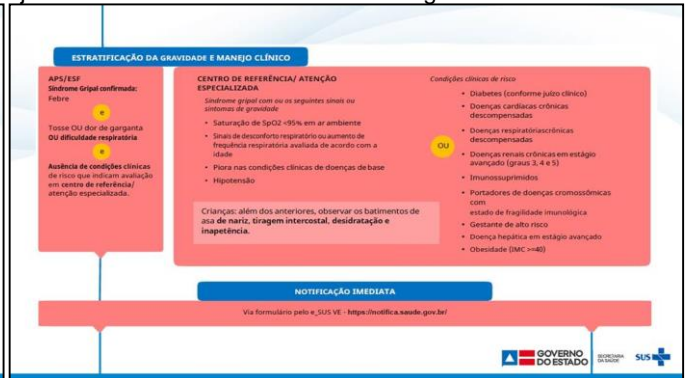 ESTRATIFICAÇÃO DA GRAVIDADE E MANEJO CLÍNICO
APS/ESF
Síndrome Gripal confirmada:
Febre
e
Tosse OU dor de garganta
OU dificuldade respiratória
e
Ausência de condições clínicas
de risco que indicam avaliação
em centro de referência/
atenção especializada.
CENTRO DE REFERÊNCIA/ ATENÇÃO
ESPECIALIZADA
Síndrome gripal com ou os seguintes sinais ou
sintomas de gravidade
• Saturação de SpO2 <95% em ar ambiente
• Sinais de desconforto respiratório ou aumento de
frequência respiratória avaliada de acordo com a
idade
• Piora nas condições clínicas de doenças de base
• Hipotensão
Crianças: além dos anteriores, observar os batimentos de
asa de nariz, tiragem intercostal, desidratação e
inapetência.
OU
Condições clínicas de risco
• Diabetes (conforme juízo clínico)
• Doenças cardíacas crônicas
descompensadas
• Doenças respiratóriascrônicas
descompensadas
• Doenças renais crônicas em estágio
avançado (graus 3, 4 e 5)
• Imunossuprimidos
• Portadores de doenças cromossômicas
com
estado de fragilidade imunológica
• Gestante de alto risco
• Doença hepática em estágio avançado
• Obesidade (IMC >=40)
NOTIFICAÇÃO IMEDIATA
Via formulário pelo e_SUS VE - https://notifica.saude.gov.br/
GOVERNO
DO ESTADO
SECRETARIA
DA SAÚDE
SUS